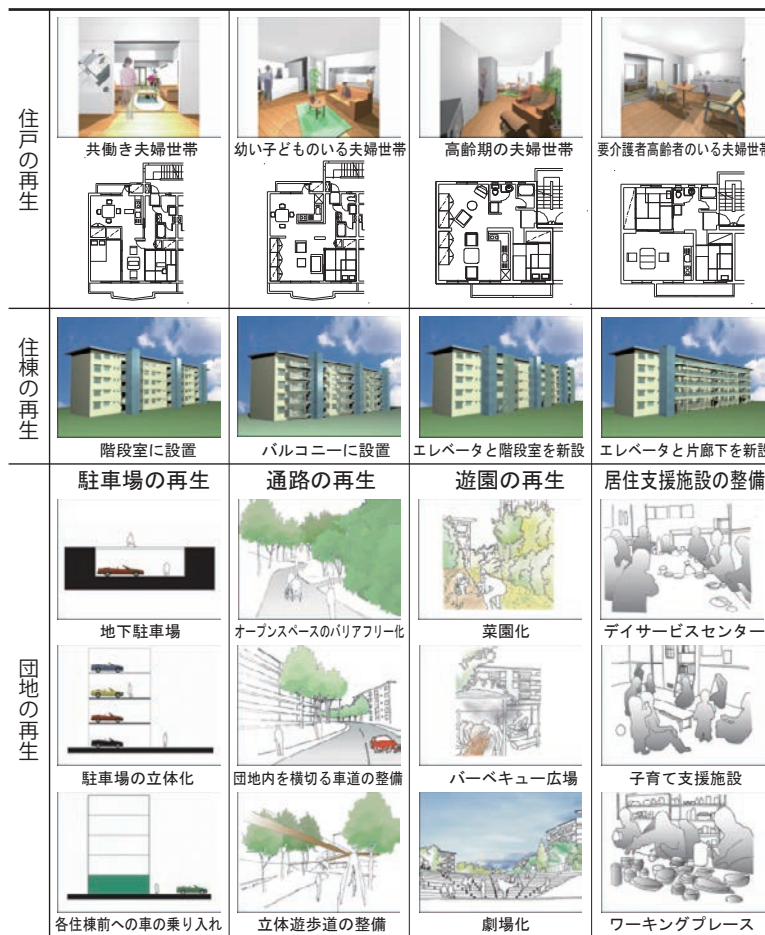 住戸の再生
共働き夫婦世帯
幼い子どものいる夫婦世帯
高齢期の夫婦世帯
要介護者高齢者のいる夫婦世帯
住棟の再生
階段室に設置
バルコニーに設置
エレベータと階段室を新設
エレベータと片廊下を新設
団地の再生
駐車場の再生
通路の再生
遊園の再生
居住支援施設の整備
地下駐車場
オープンスペースのバリアフリー化
菜園化
デイサービスセンター
駐車場の立体化
団地内を横切る車道の整備
バーベキュー広場
子育て支援施設
各住棟前への車の乗り入れ
立体遊歩道の整備
劇場化
ワーキングプレース